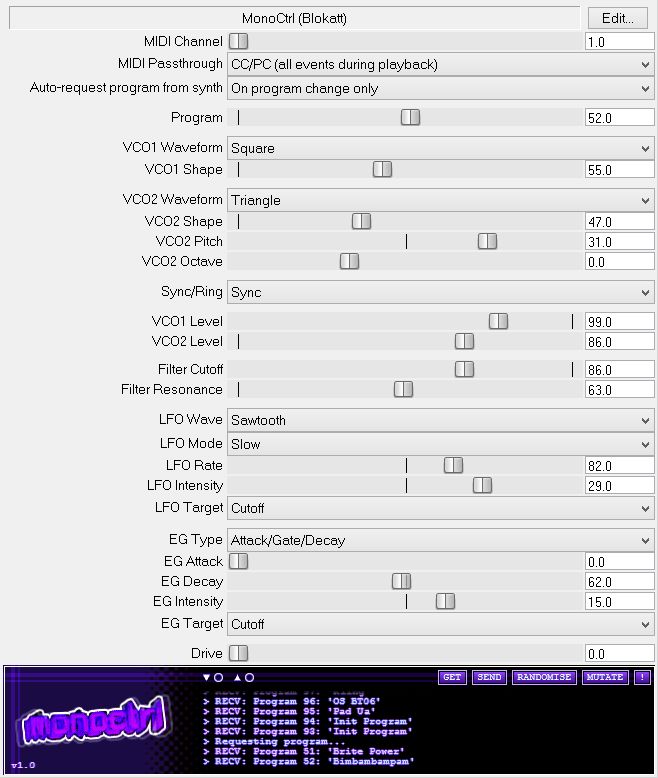 MonoCtrl (Blokatt) Edit...
MIDI Channel 1.0
MIDI Passthrough CC/PC (all events during playback)
Auto-request program from synth On program change only
Program 52.0
VCO1 Waveform Square
VCO1 Shape 55.0
VCO2 Waveform Triangle
VCO2 Shape 47.0
VCO2 Pitch 31.0
VCO2 Octave 0.0
Sync/Ring Sync
VCO1 Level 99.0
VCO2 Level 86.0
Filter Cutoff 86.0
Filter Resonance 63.0
LFO Wave Sawtooth
LFO Mode Slow
LFO Rate 82.0
LFO Intensity 29.0
LFO Target Cutoff
EG Type Attack/Gate/Decay
EG Attack 0.0
EG Decay 62.0
EG Intensity 15.0
EG Target Cutoff
Drive 0.0
GET SEND RANDOMISE MUTATE !
> RECV: Program 96: 'OS BT06'
> RECV: Program 95: 'Pad Ua'
> RECV: Program 94: 'Init Program'
> RECV: Program 93: 'Init Program'
> Requesting program...
> RECV: Program 51: 'Brite Power'
> RECV: Program 52: 'Bimbambampam'
monoctrl
v1.0